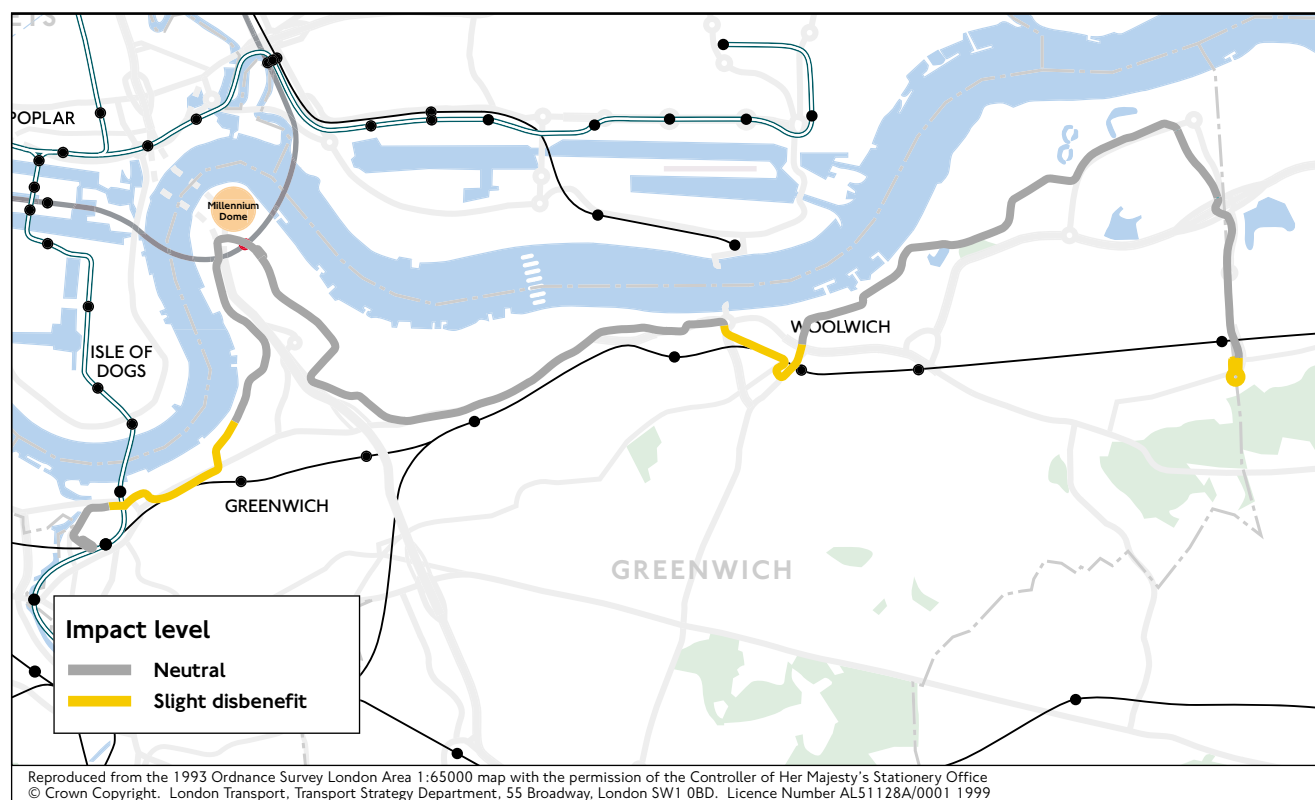 ETS
POPLAR
Millennium
Dome
ISLE OF
DOGS
WOOLWICH
GREENWICH
GREENWICH
Impact level
Neutral
Slight disbenefit
Reproduced from the 1993 Ordnance Survey London Area 1:65000 map with the permission of the Controller of Her Majesty's Stationery Office
© Crown Copyright. London Transport, Transport Strategy Department, 55 Broadway, London SW1 0BD. Licence Number AL51128A/0001 1999